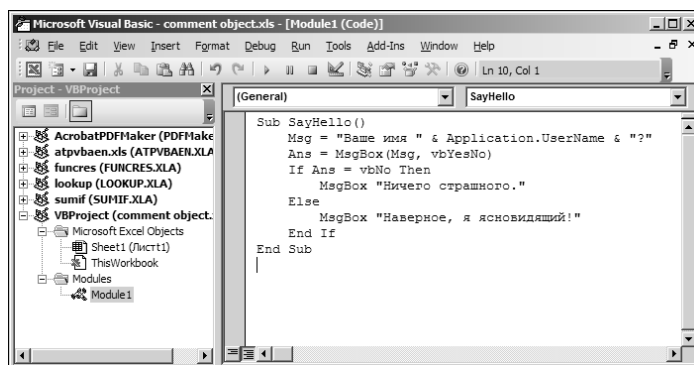 Microsoft Visual Basic - comment object.xls - [Module1 (Code)]
File Edit View Insert Format Debug Run Tools Add-Ins Window Help
Ln 10, Col 1
Project - VBProject
(General)
SayHello
AcrobatPDFMaker (PDFMake
atpvbaen.xls (ATPVBAEN.XLA
funcres (FUNCRES.XLA)
lookup (LOOKUP.XLA)
sumif (SUMIF.XLA)
VBProject (comment object.
Microsoft Excel Objects
Sheet1 (Листт1)
ThisWorkbook
Modules
Module1
Sub SayHello()
Msg = "Ваше имя " & Application.UserName & "?"
Ans = MsgBox(Msg, vbYesNo)
If Ans = vbNo Then
MsgBox "Ничего страшного."
Else
MsgBox "Наверное, я ясновидящий!"
End If
End Sub